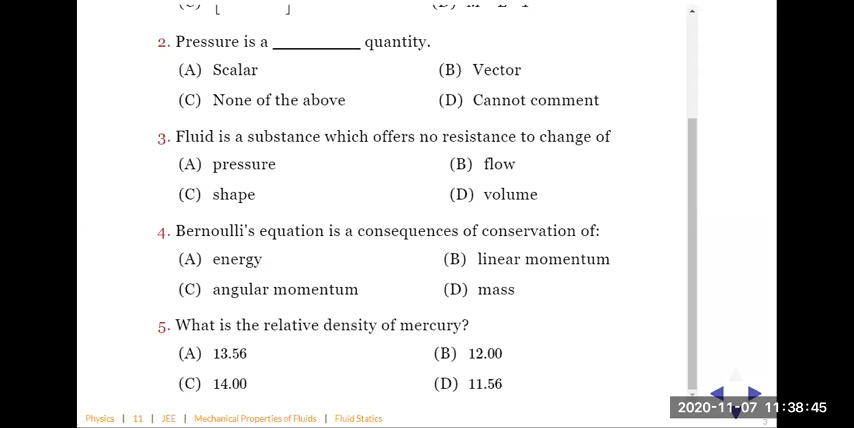 2. Pressure is a __________ quantity.
(A) Scalar (B) Vector
(C) None of the above (D) Cannot comment
3. Fluid is a substance which offers no resistance to change of
(A) pressure (B) flow
(C) shape (D) volume
4. Bernoulli's equation is a consequences of conservation of:
(A) energy (B) linear momentum
(C) angular momentum (D) mass
5. What is the relative density of mercury?
(A) 13.56 (B) 12.00
(C) 14.00 (D) 11.56
2020-11-07 11:38:45
Physics | 11 | JEE | Mechanical Properties of Fluids | Fluid Statics
3